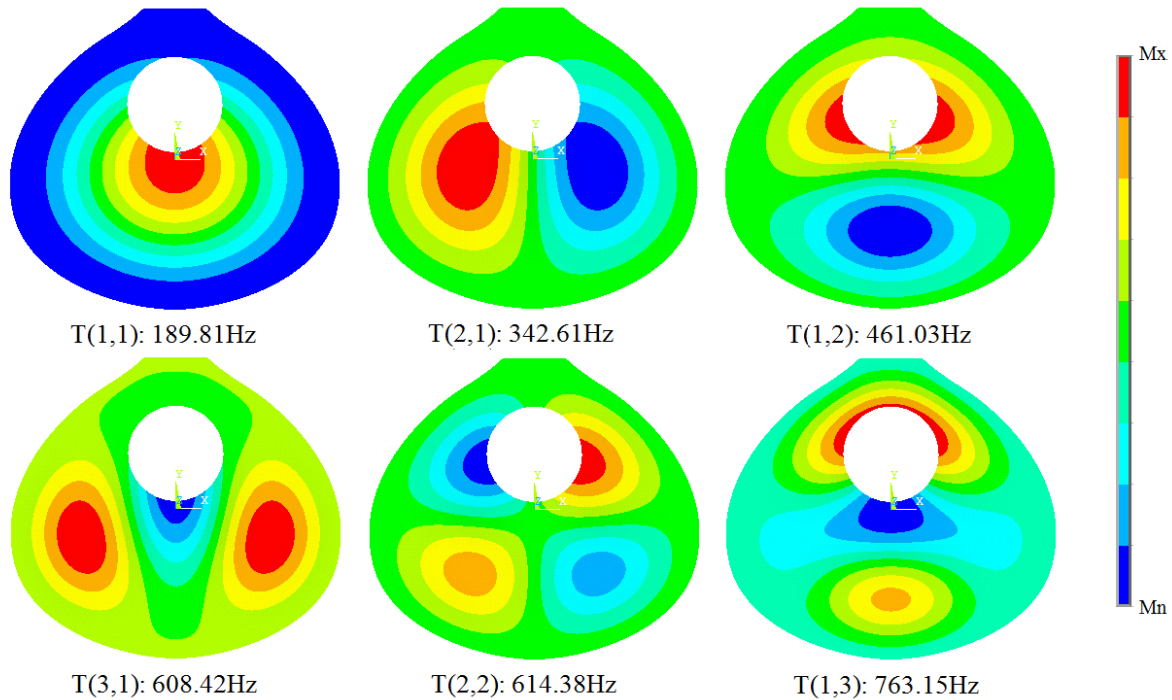 Mx
Y
Z X
Y
Z X
Y
Z X
T(1,1): 189.81Hz
T(2,1): 342.61Hz
T(1,2): 461.03Hz
Y
Z X
Y
Z X
Y
Z X
Mn
T(3,1): 608.42Hz
T(2,2): 614.38Hz
T(1,3): 763.15Hz